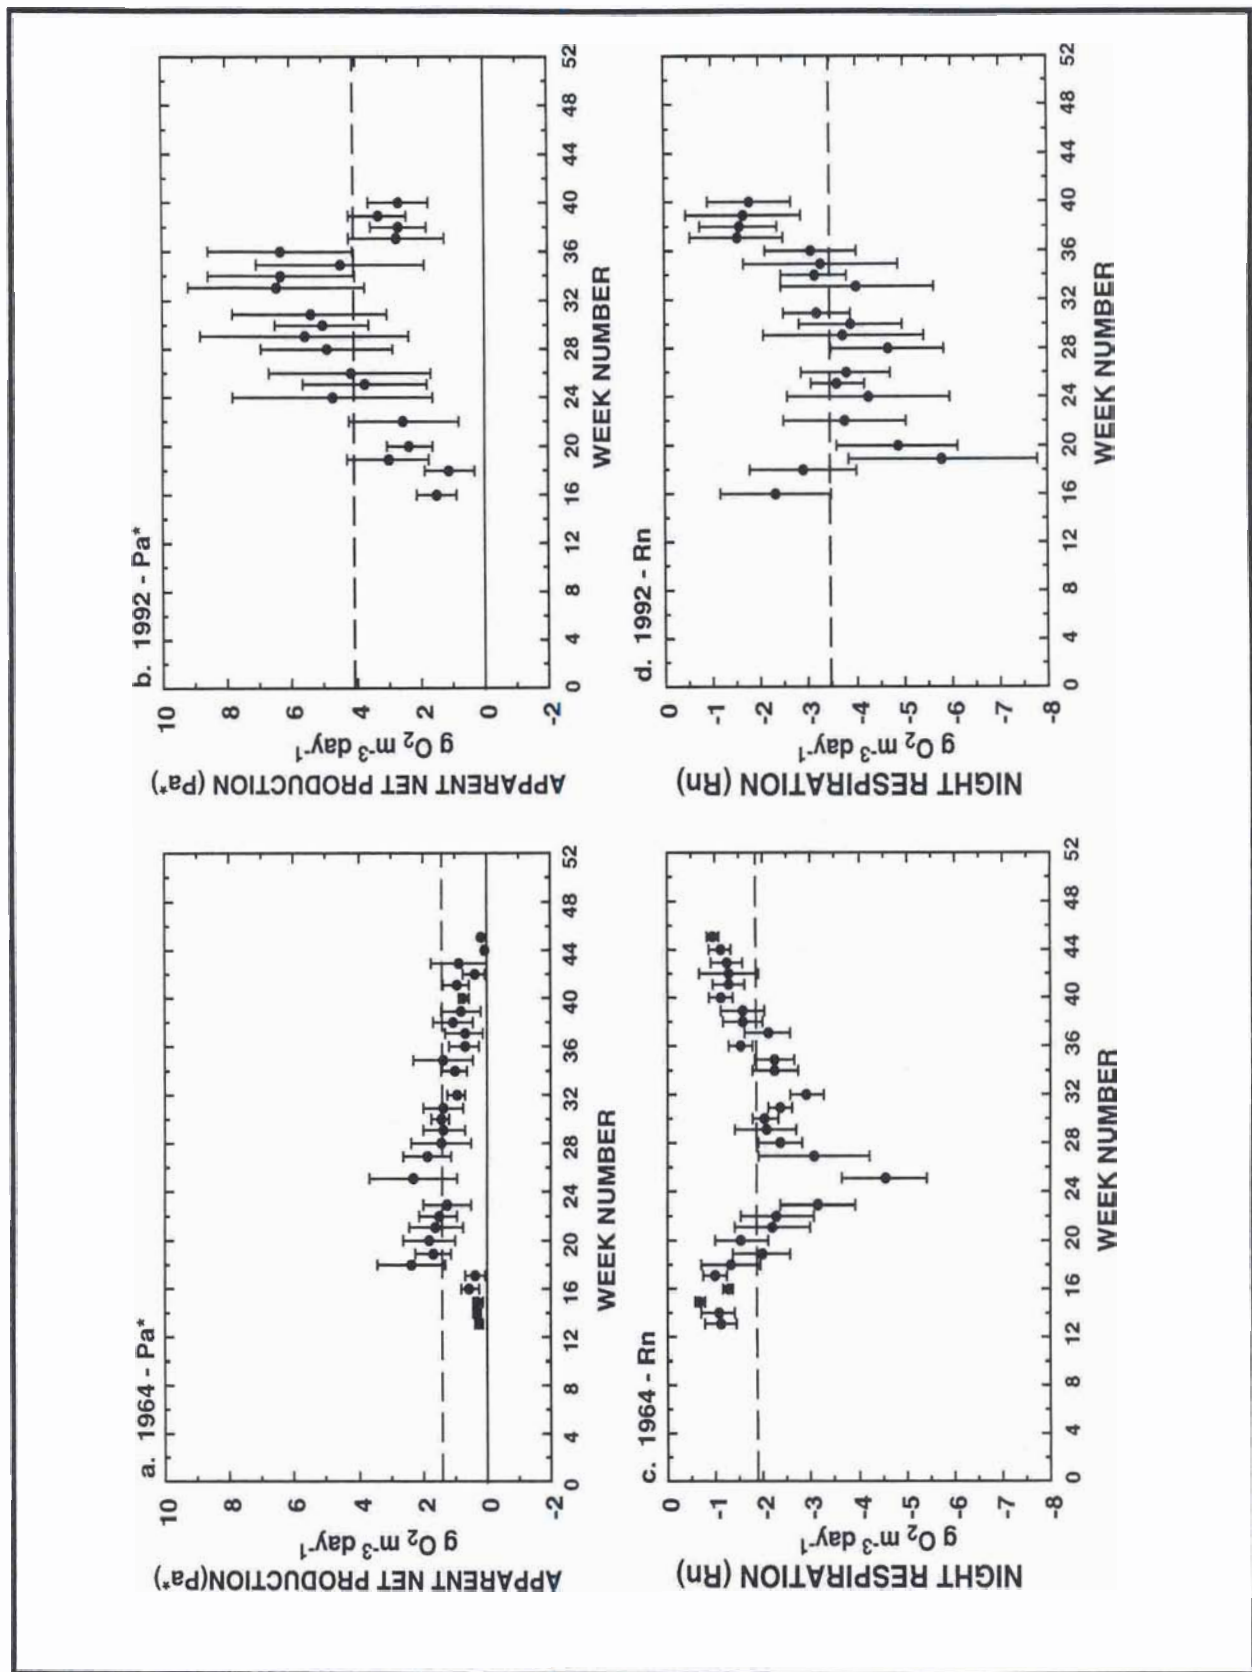 a. 1964 - Pa*
APPARENT NET PRODUCTION(Pa*)
g O₂ m⁻³ day⁻¹
10
8
6
4
2
0
-2
0 4 8 12 16 20 24 28 32 36 40 44 48 52
WEEK NUMBER
b. 1992 - Pa*
APPARENT NET PRODUCTION (Pa*)
g O₂ m⁻³ day⁻¹
10
8
6
4
2
0
-2
0 4 8 12 16 20 24 28 32 36 40 44 48 52
WEEK NUMBER
c. 1964 - Rn
NIGHT RESPIRATION (Rn)
g O₂ m⁻³ day⁻¹
0
-1
-2
-3
-4
-5
-6
-7
-8
0 4 8 12 16 20 24 28 32 36 40 44 48 52
WEEK NUMBER
d. 1992 - Rn
NIGHT RESPIRATION (Rn)
g O₂ m⁻³ day⁻¹
0
-1
-2
-3
-4
-5
-6
-7
-8
0 4 8 12 16 20 24 28 32 36 40 44 48 52
WEEK NUMBER